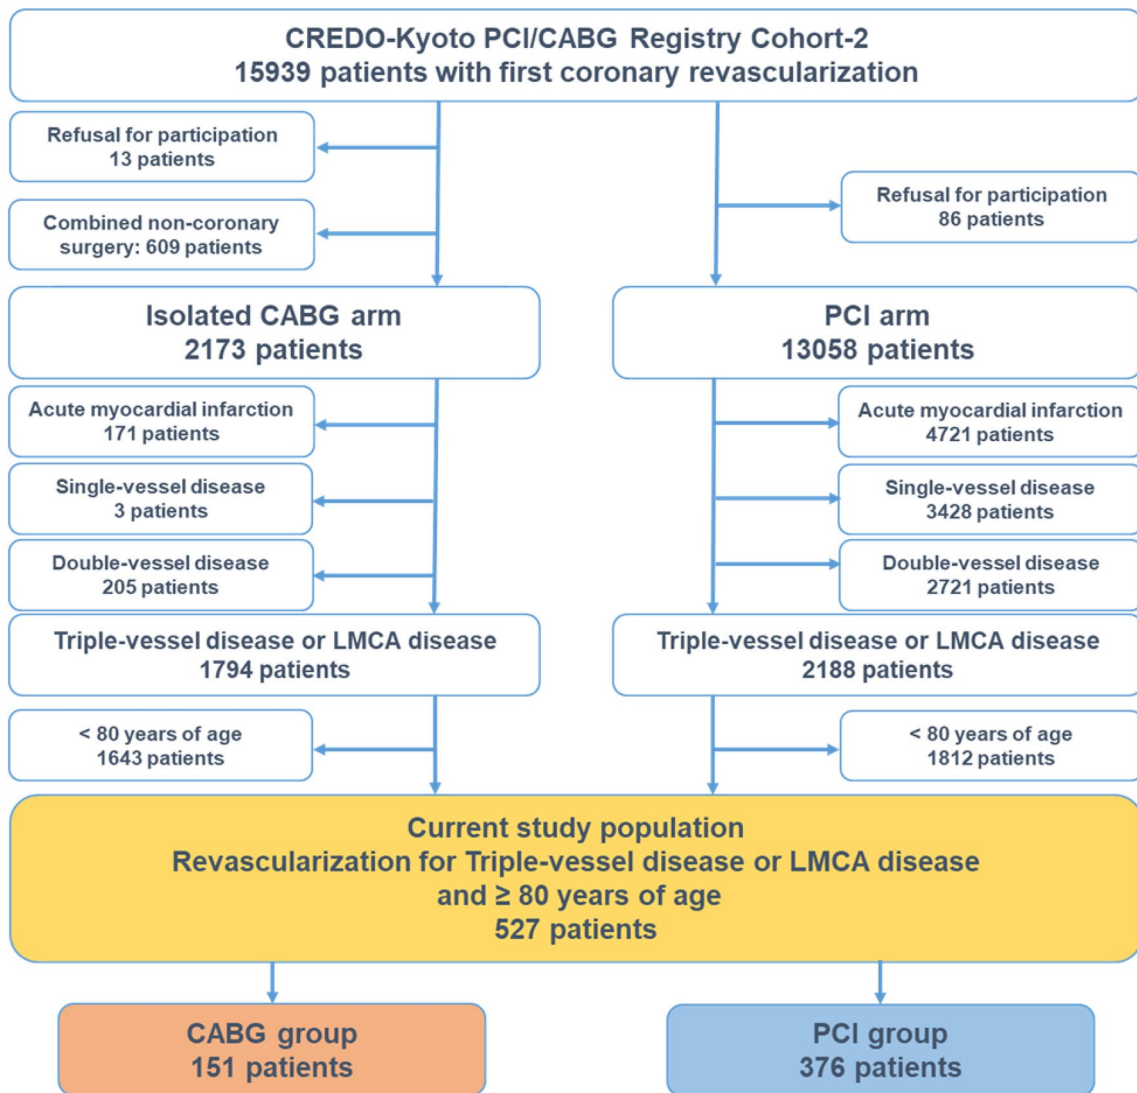 CREDO-Kyoto PCI/CABG Registry Cohort-2
15939 patients with first coronary revascularization
Refusal for participation
13 patients
Refusal for participation
86 patients
Combined non-coronary
surgery: 609 patients
Isolated CABG arm
2173 patients
PCI arm
13058 patients
Acute myocardial infarction
171 patients
Acute myocardial infarction
4721 patients
Single-vessel disease
3 patients
Single-vessel disease
3428 patients
Double-vessel disease
205 patients
Double-vessel disease
2721 patients
Triple-vessel disease or LMCA disease
1794 patients
Triple-vessel disease or LMCA disease
2188 patients
< 80 years of age
1643 patients
< 80 years of age
1812 patients
Current study population
Revascularization for Triple-vessel disease or LMCA disease
and ≥ 80 years of age
527 patients
CABG group
151 patients
PCI group
376 patients